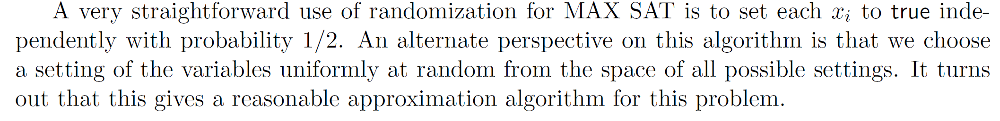 A very straightforward use of randomization for MAX SAT is to set each xᵢ to true inde-
pendently with probability 1/2. An alternate perspective on this algorithm is that we choose
a setting of the variables uniformly at random from the space of all possible settings. It turns
out that this gives a reasonable approximation algorithm for this problem.